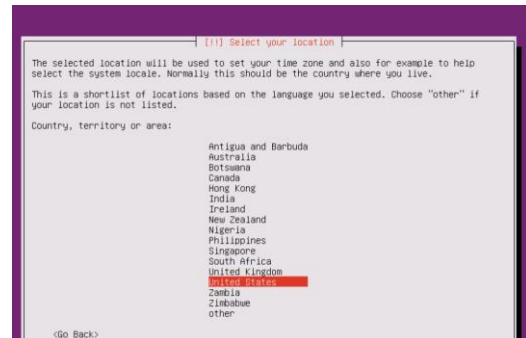 [!!] Select your location
The selected location will be used to set your time zone and also for example to help
select the system locale. Normally this should be the country where you live.
This is a shortlist of locations based on the language you selected. Choose "other" if
your location is not listed.
Country, territory or area:
Antigua and Barbuda
Australia
Botswana
Canada
Hong Kong
India
Ireland
New Zealand
Nigeria
Philippines
Singapore
South Africa
United Kingdom
United States
Zambia
Zimbabwe
other
<Go Back>